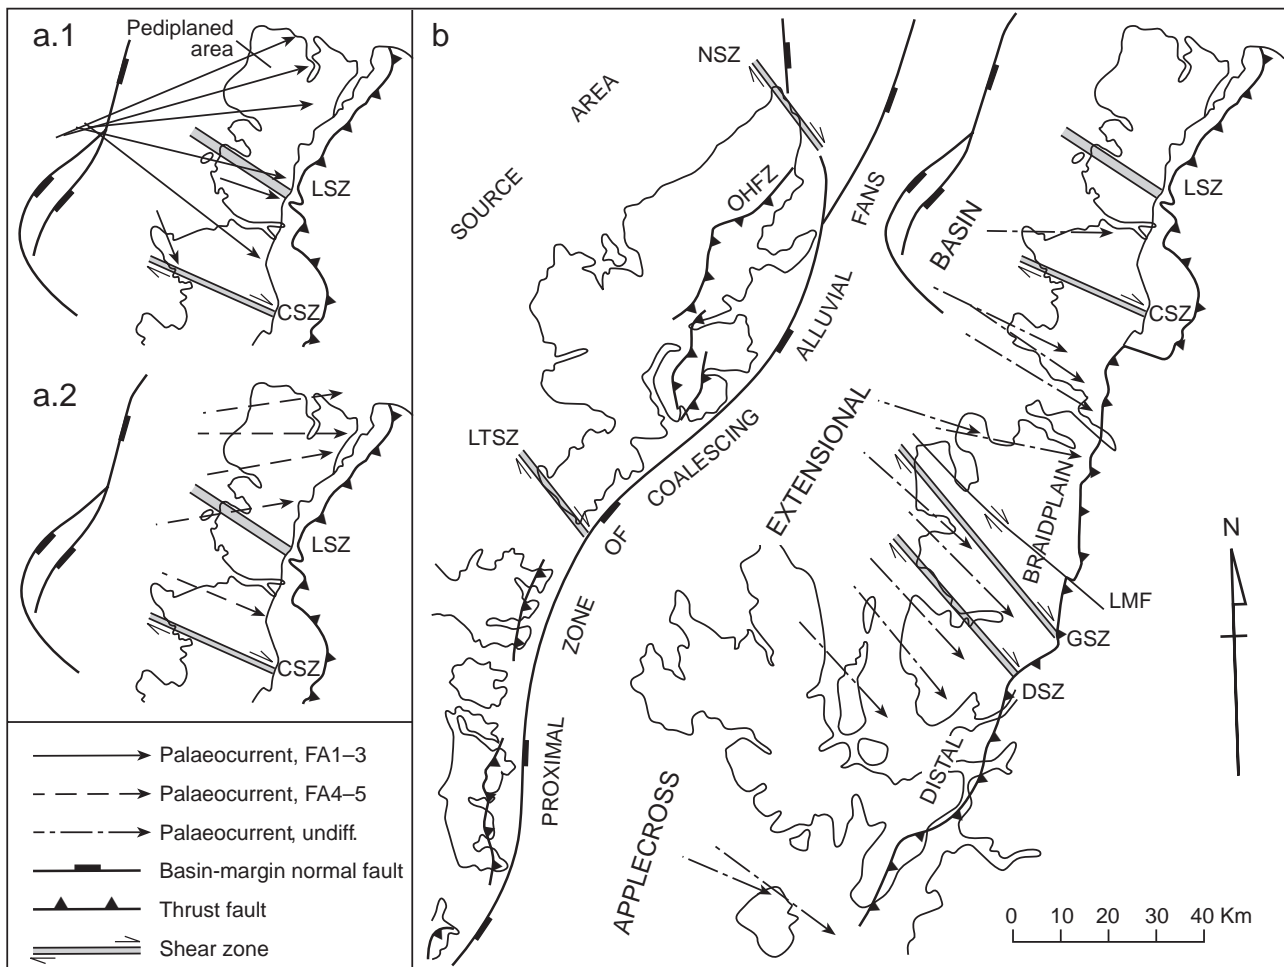 a.1
Pediplaned
area
LSZ
CSZ
a.2
LSZ
CSZ
Palaeocurrent, FA1–3
Palaeocurrent, FA4–5
Palaeocurrent, undiff.
Basin-margin normal fault
Thrust fault
Shear zone
b
NSZ
SOURCE AREA
OHFZ
LTSZ
PROXIMAL ZONE OF COALESCING ALLUVIAL FANS
APPLECROSS EXTENSIONAL BASIN
DISTAL BRAIDPLAIN
LSZ
CSZ
LMF
GSZ
DSZ
N
0 10 20 30 40 Km